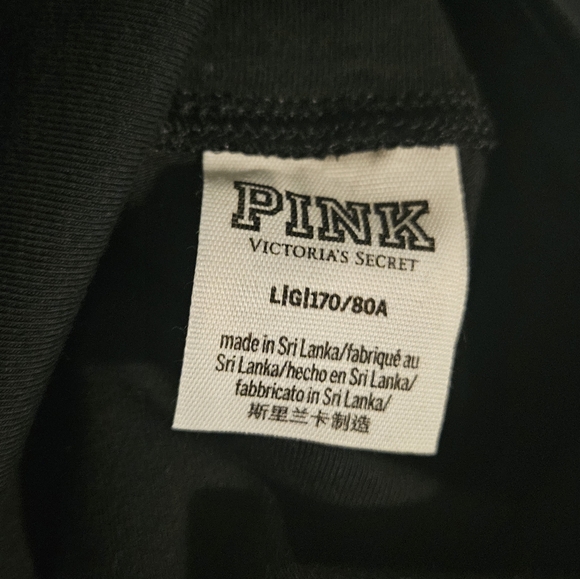 PINK
VICTORIA'S SECRET
L|G|170/80A
made in Sri Lanka/fabriqué au
Sri Lanka/hecho en Sri Lanka/
fabbricato in Sri Lanka/
斯里兰卡制造